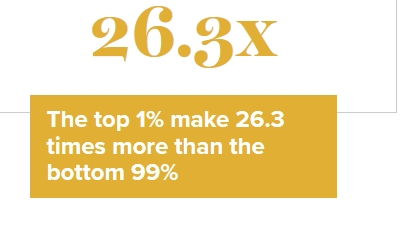 26.3x
The top 1% make 26.3
times more than the
bottom 99%